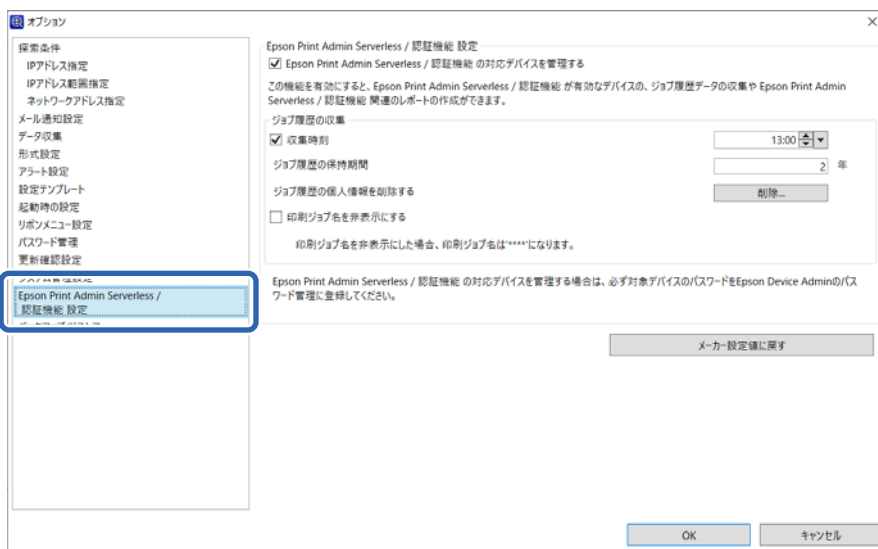 オプション
探索条件
IPアドレス指定
IPアドレス範囲指定
ネットワークアドレス指定
メール通知設定
データ収集
形式設定
アラート設定
設定テンプレート
起動時の設定
リボンメニュー設定
パスワード管理
更新確認設定
Epson Print Admin Serverless /
認証機能 設定
Epson Print Admin Serverless / 認証機能 設定
Epson Print Admin Serverless / 認証機能 の対応デバイスを管理する
この機能を有効にすると、Epson Print Admin Serverless / 認証機能 が有効なデバイスの、ジョブ履歴データの収集や Epson Print Admin
Serverless / 認証機能 関連のレポートの作成ができます。
ジョブ履歴の収集
収集時刻
13:00
ジョブ履歴の保持期間
2 年
ジョブ履歴の個人情報を削除する
削除...
印刷ジョブ名を非表示にする
印刷ジョブ名を非表示にした場合、印刷ジョブ名は"****"になります。
Epson Print Admin Serverless / 認証機能 の対応デバイスを管理する場合は、必ず対象デバイスのパスワードをEpson Device Adminのパス
ワード管理に登録してください。
メーカー設定値に戻す
OK
キャンセル